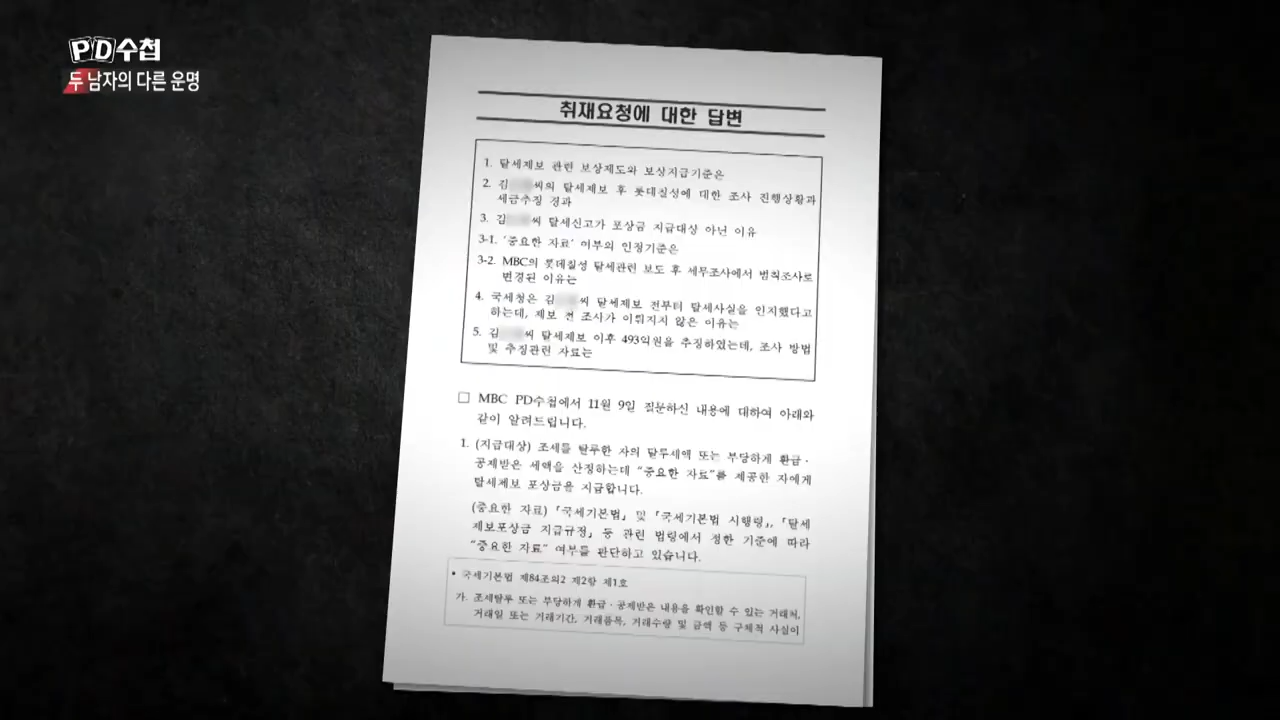 PD수첩
두 남자의 다른 운명
취재요청에 대한 답변
1. 탈세제보 관련 보상제도와 보상지급기준은
2. 김 씨의 탈세제보 후 롯데칠성에 대한 조사 진행상황과
세금추징 경과
3. 김 씨 탈세신고가 포상금 지급대상 아닌 이유
3-1. '중요한 자료' 여부의 인정기준은
3-2. MBC의 롯데칠성 탈세관련 보도 후 세무조사에서 범칙조사로
변경된 이유는
4. 국세청은 김 씨 탈세제보 전부터 탈세사실을 인지했다고
하는데, 제보 전 조사가 이뤄지지 않은 이유는
5. 김 씨 탈세제보 이후 493억원을 추징하였는데, 조사 방법
및 추징관련 자료는
□ MBC PD수첩에서 11월 9일 질문하신 내용에 대하여 아래와
같이 알려드립니다.
1. (지급대상) 조세를 탈루한 자의 탈루세액 또는 부당하게 환급·
공제받은 세액을 산정하는데 "중요한 자료"를 제공한 자에게
탈세제보 포상금을 지급합니다.
(중요한 자료) 「국세기본법」 및 「국세기본법 시행령」, 「탈세
제보포상금 지급규정」 등 관련 법령에서 정한 기준에 따라
"중요한 자료" 여부를 판단하고 있습니다.
• 국세기본법 제84조의2 제2항 제1호
가. 조세탈루 또는 부당하게 환급·공제받은 내용을 확인할 수 있는 거래처,
거래일 또는 거래기간, 거래품목, 거래수량 및 금액 등 구체적 사실이